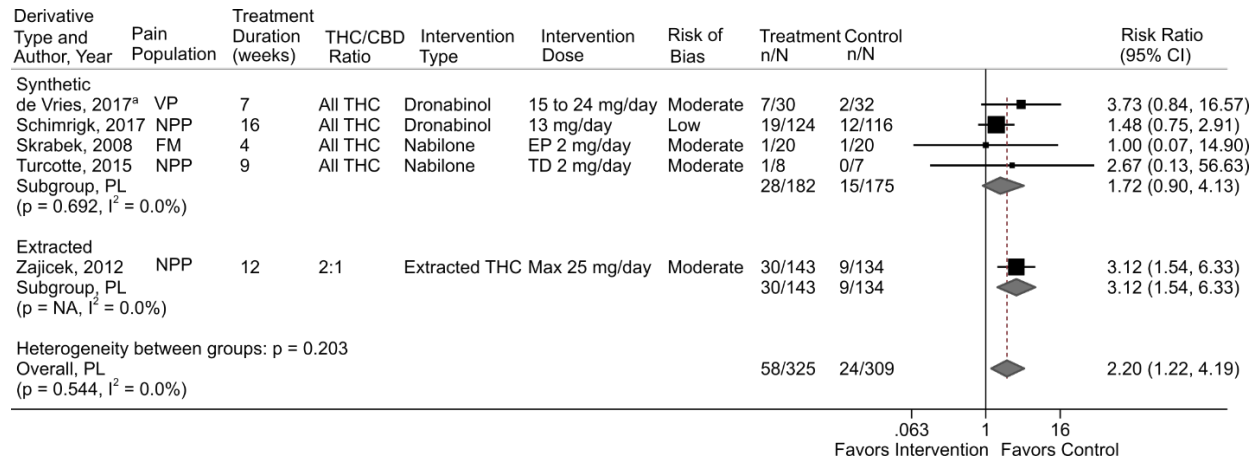 Derivative Type and Author, Year Pain Population Treatment Duration (weeks) THC/CBD Ratio Intervention Type Intervention Dose Risk of Bias Treatment n/N Control n/N Risk Ratio (95% CI)
Synthetic
de Vries, 2017ᵃ VP 7 All THC Dronabinol 15 to 24 mg/day Moderate 7/30 2/32 3.73 (0.84, 16.57)
Schimrigk, 2017 NPP 16 All THC Dronabinol 13 mg/day Low 19/124 12/116 1.48 (0.75, 2.91)
Skrabek, 2008 FM 4 All THC Nabilone EP 2 mg/day Moderate 1/20 1/20 1.00 (0.07, 14.90)
Turcotte, 2015 NPP 9 All THC Nabilone TD 2 mg/day Moderate 1/8 0/7 2.67 (0.13, 56.63)
Subgroup, PL 28/182 15/175 1.72 (0.90, 4.13)
(p = 0.692, I² = 0.0%)
Extracted
Zajicek, 2012 NPP 12 2:1 Extracted THC Max 25 mg/day Moderate 30/143 9/134 3.12 (1.54, 6.33)
Subgroup, PL 30/143 9/134 3.12 (1.54, 6.33)
(p = NA, I² = 0.0%)
Heterogeneity between groups: p = 0.203
Overall, PL 58/325 24/309 2.20 (1.22, 4.19)
(p = 0.544, I² = 0.0%)
.063 1 16
Favors Intervention Favors Control